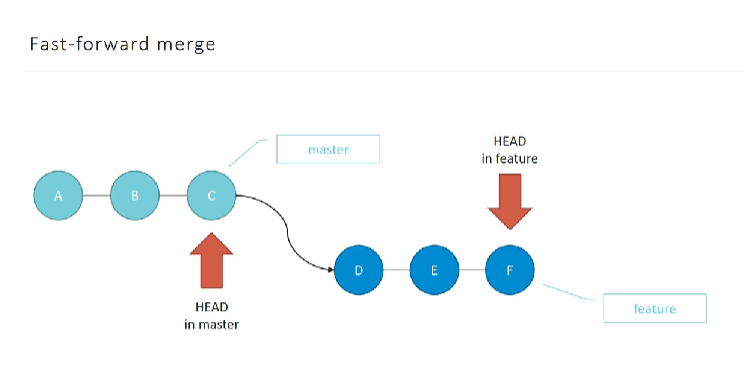 Fast-forward merge
HEAD
in feature
master
A
B
C
D
E
F
HEAD
in master
feature